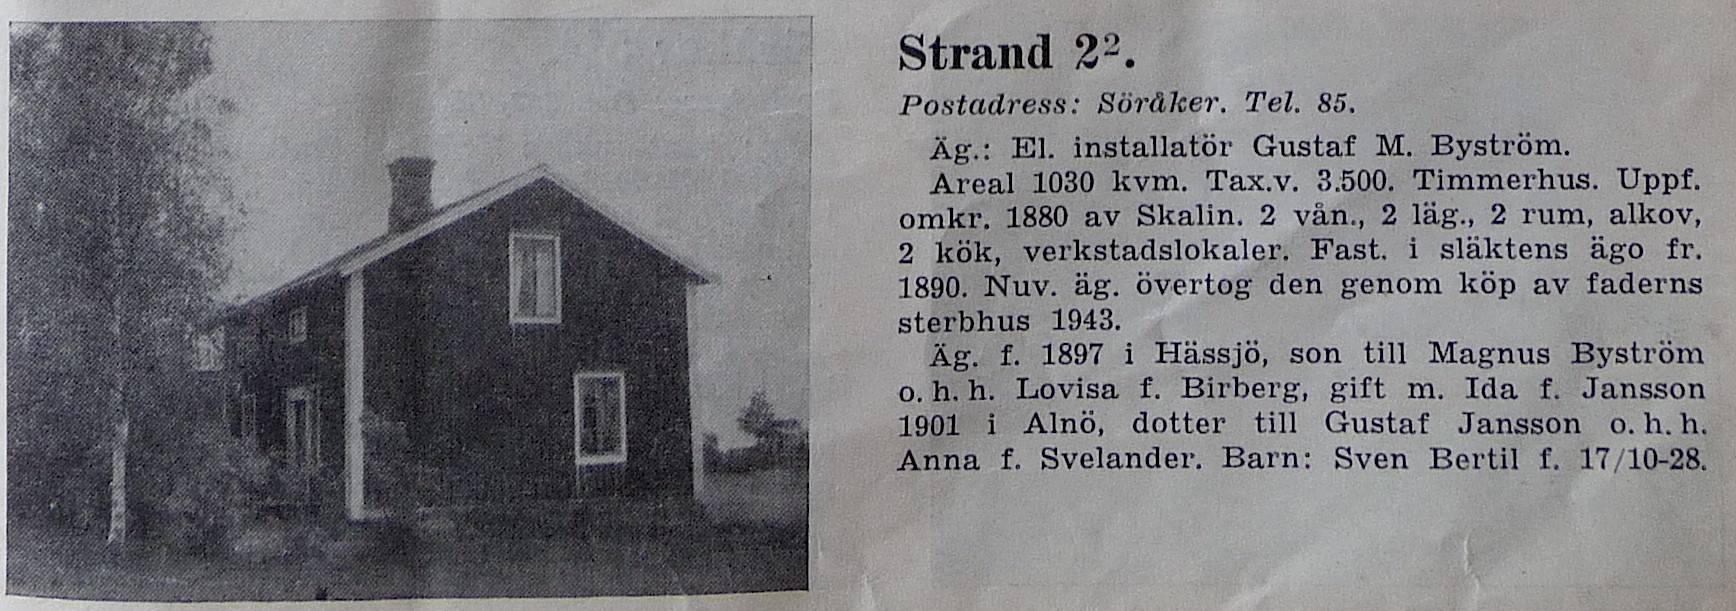 Strand 2².
Postadress: Söråker. Tel. 85.
Äg.: El. installatör Gustaf M. Byström.
Areal 1030 kvm. Tax.v. 3.500. Timmerhus. Uppf.
omkr. 1880 av Skalin. 2 vån., 2 läg., 2 rum, alkov,
2 kök, verkstadslokaler. Fast. i släktens ägo fr.
1890. Nuv. äg. övertog den genom köp av faderns
sterbhus 1943.
Äg. f. 1897 i Hässjö, son till Magnus Byström
o. h. h. Lovisa f. Birberg, gift m. Ida f. Jansson
1901 i Alnö, dotter till Gustaf Jansson o. h. h.
Anna f. Svelander. Barn: Sven Bertil f. 17/10-28.